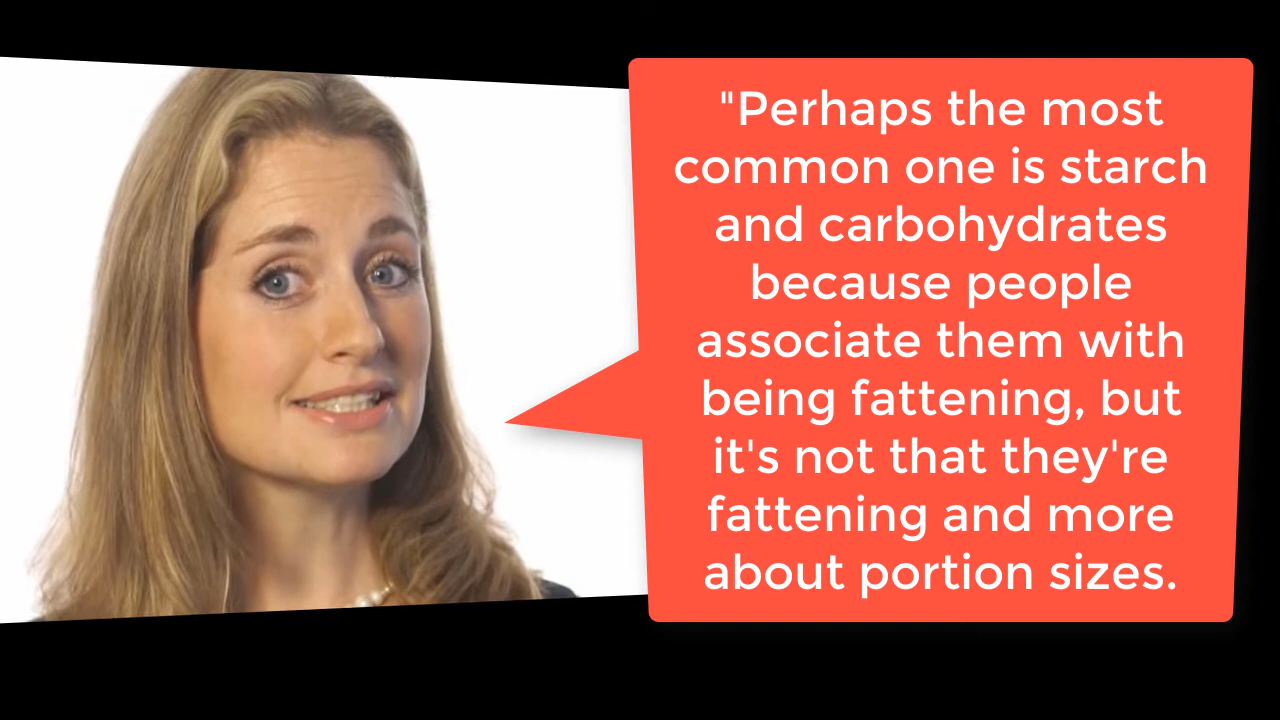 "Perhaps the most
common one is starch
and carbohydrates
because people
associate them with
being fattening, but
it's not that they're
fattening and more
about portion sizes.